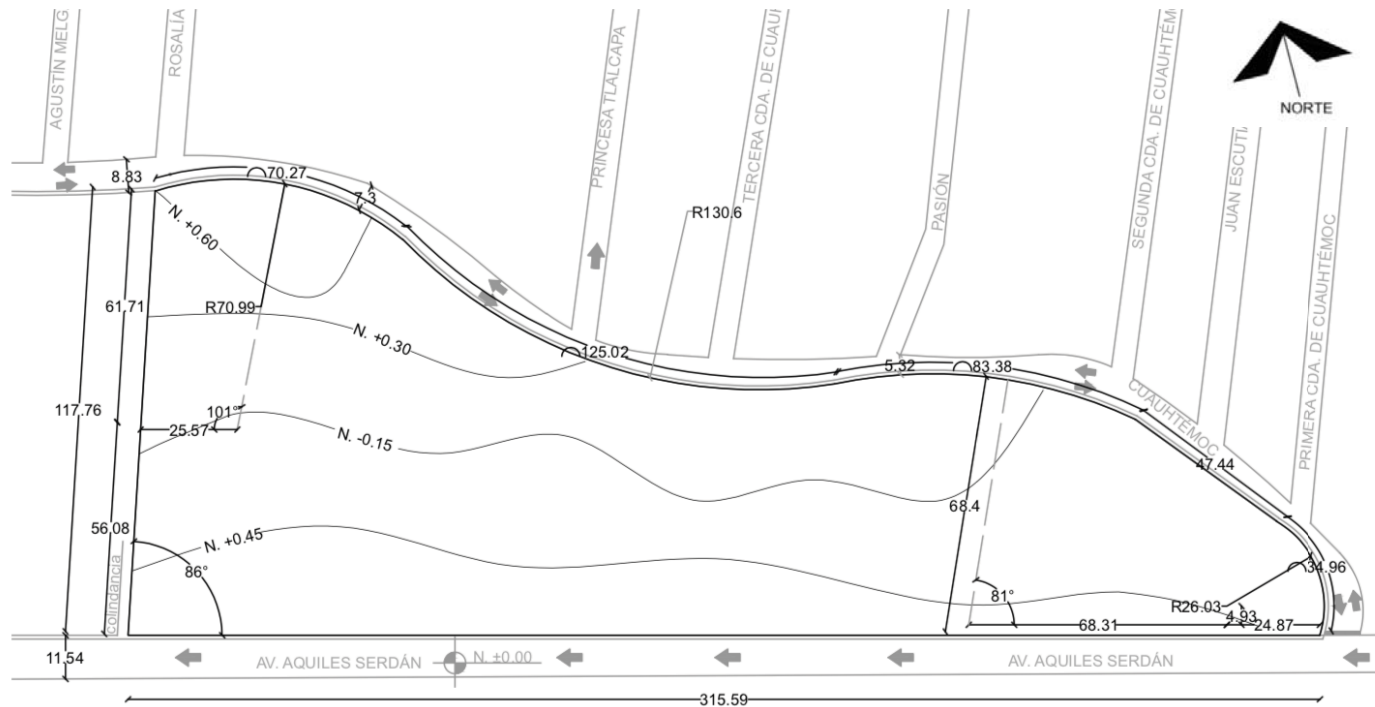 AGUSTÍN MELG
ROSALÍA
PRINCESA TLALCAPA
TERCERA CDA. DE CUAU
PASIÓN
SEGUNDA CDA. DE CUAUHTÉM
JUAN ESCUTI
PRIMERA CDA. DE CUAUHTÉMOC
NORTE
8.83
70.27
7.3
N. +0.60
R130.6
61.71
R70.99
N. +0.30
125.02
5.32
83.38
CUAUHTÉMOC
117.76
101°
25.57
N. -0.15
47.44
56.08
N. +0.45
68.4
86°
colindancia
81°
34.96
R26.03
4.93
68.31
24.87
11.54
AV. AQUILES SERDÁN
N. ±0.00
AV. AQUILES SERDÁN
315.59